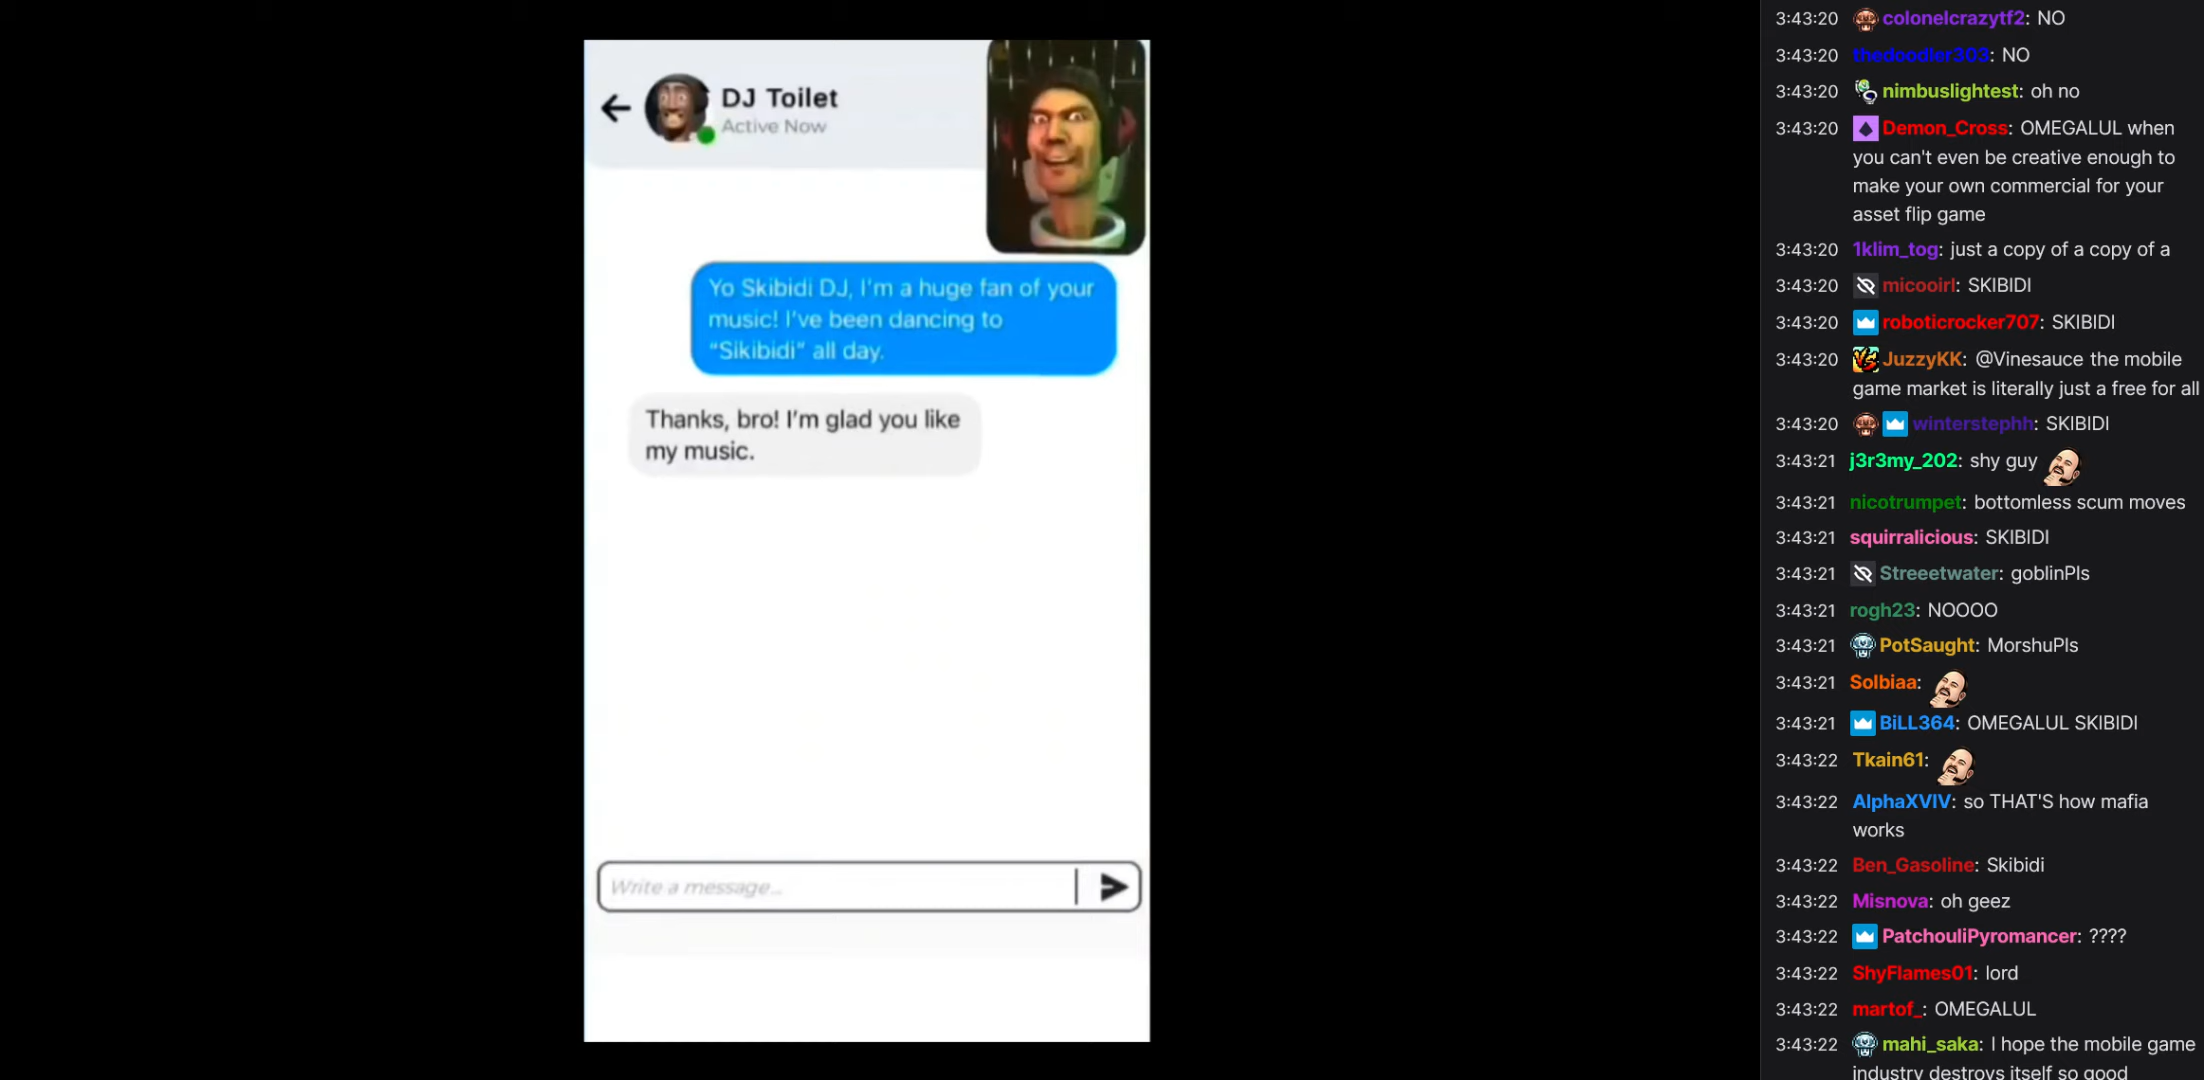 DJ Toilet
Active Now
Yo Skibidi DJ, I'm a huge fan of your
music! I've been dancing to
“Sikibidi” all day.
Thanks, bro! I'm glad you like
my music.
Write a message...
3:43:20 colonelcrazytf2: NO
3:43:20 thedoodler303: NO
3:43:20 nimbuslightest: oh no
3:43:20 Demon_Cross: OMEGALUL when
you can't even be creative enough to
make your own commercial for your
asset flip game
3:43:20 1klim_tog: just a copy of a copy of a
3:43:20 micooirl: SKIBIDI
3:43:20 roboticrocker707: SKIBIDI
3:43:20 JuzzyKK: @Vinesauce the mobile
game market is literally just a free for all
3:43:20 winterstephh: SKIBIDI
3:43:21 j3r3my_202: shy guy
3:43:21 nicotrumpet: bottomless scum moves
3:43:21 squirralicious: SKIBIDI
3:43:21 Streeetwater: goblinPls
3:43:21 rogh23: NOOOO
3:43:21 PotSaught: MorshuPls
3:43:21 Solbiaa:
3:43:21 BiLL364: OMEGALUL SKIBIDI
3:43:22 Tkain61:
3:43:22 AlphaXVIV: so THAT'S how mafia
works
3:43:22 Ben_Gasoline: Skibidi
3:43:22 Misnova: oh geez
3:43:22 PatchouliPyromancer: ????
3:43:22 ShyFlames01: lord
3:43:22 martof_: OMEGALUL
3:43:22 mahi_saka: I hope the mobile game
industry destroys itself so good